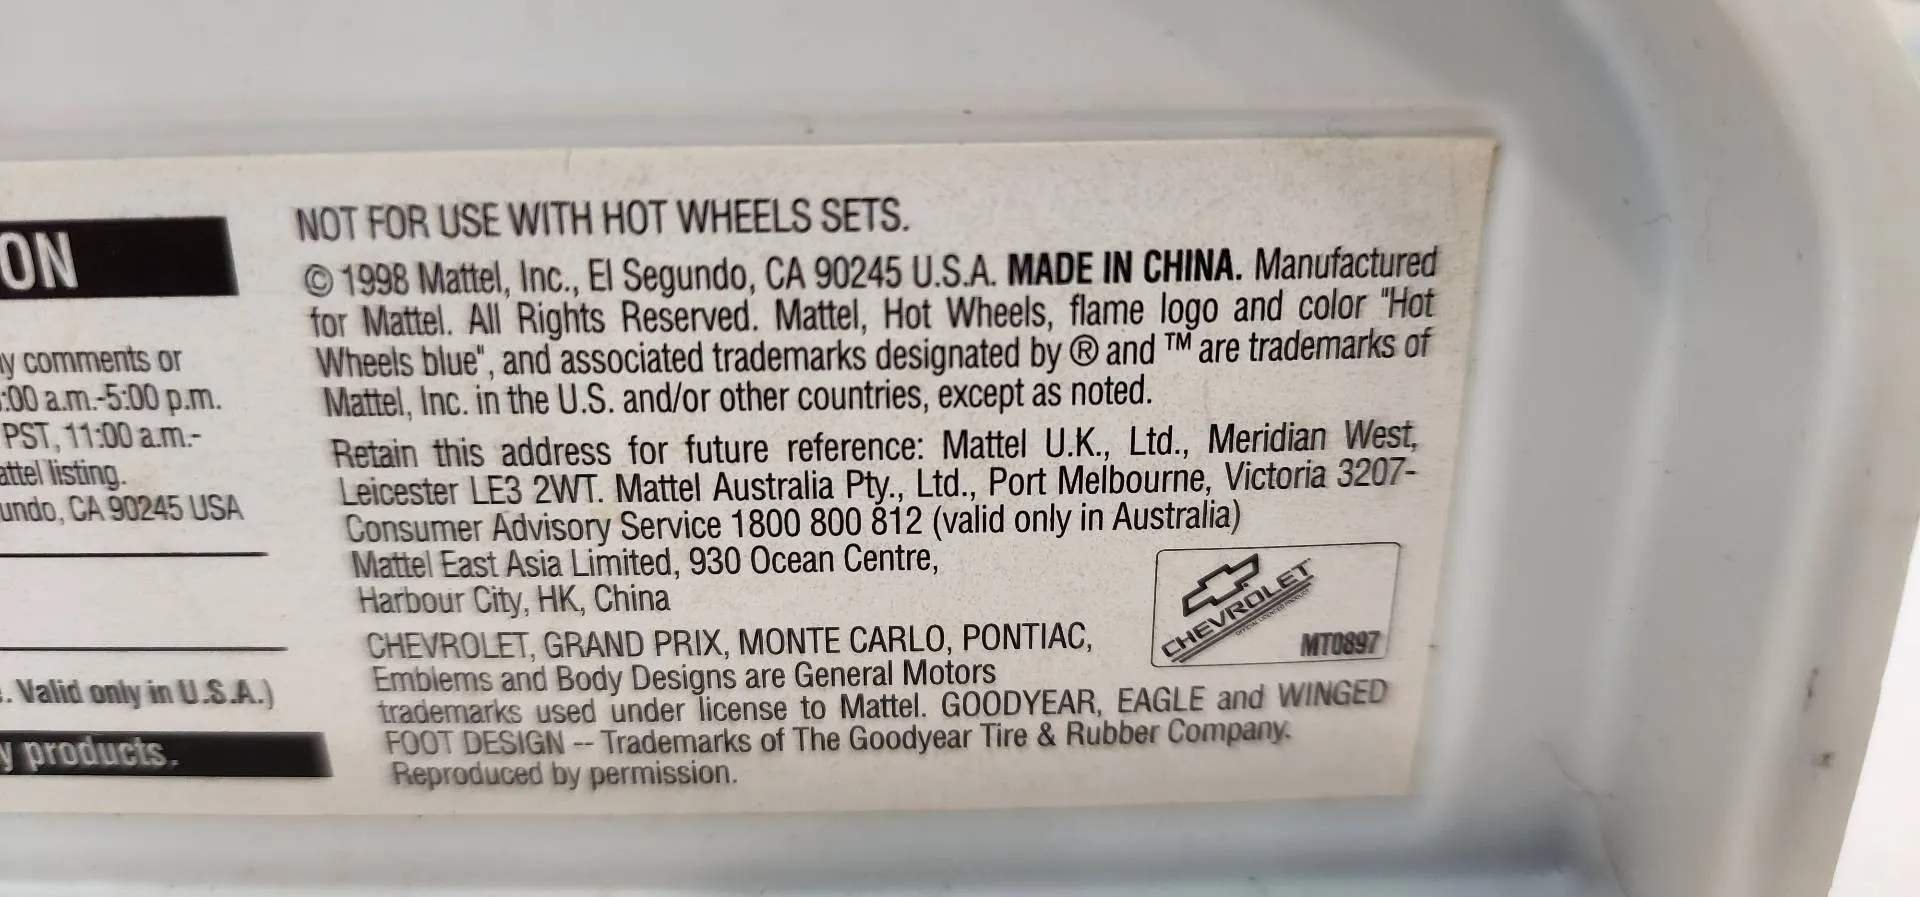 ON
y comments or
:00 a.m.-5:00 p.m.
PST, 11:00 a.m.-
attel listing.
undo, CA 90245 USA
. Valid only in U.S.A.)
y products.
NOT FOR USE WITH HOT WHEELS SETS.
© 1998 Mattel, Inc., El Segundo, CA 90245 U.S.A. MADE IN CHINA. Manufactured
for Mattel. All Rights Reserved. Mattel, Hot Wheels, flame logo and color "Hot
Wheels blue", and associated trademarks designated by ® and ™ are trademarks of
Mattel, Inc. in the U.S. and/or other countries, except as noted.
Retain this address for future reference: Mattel U.K., Ltd., Meridian West,
Leicester LE3 2WT. Mattel Australia Pty., Ltd., Port Melbourne, Victoria 3207-
Consumer Advisory Service 1800 800 812 (valid only in Australia)
Mattel East Asia Limited, 930 Ocean Centre,
Harbour City, HK, China
CHEVROLET, GRAND PRIX, MONTE CARLO, PONTIAC,
Emblems and Body Designs are General Motors
trademarks used under license to Mattel. GOODYEAR, EAGLE and WINGED
FOOT DESIGN -- Trademarks of The Goodyear Tire & Rubber Company.
Reproduced by permission.
CHEVROLET
OFFICIAL LICENSED PRODUCT
MT0897